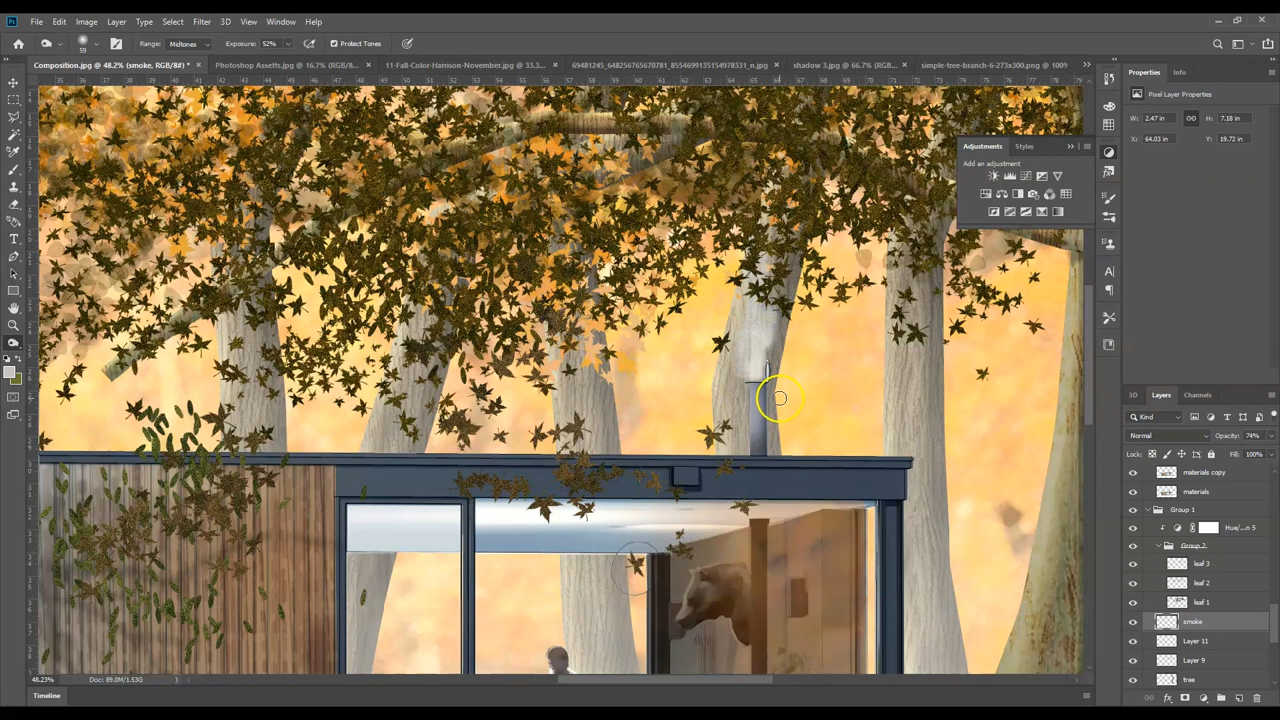 Ps File Edit Image Layer Type Select Filter 3D View Window Help
59 Range: Midtones Exposure: 52% Protect Tones
Composition.jpg @ 48.2% (smoke, RGB/8#) * × Photoshop Assets.jpg @ 16.7% (RGB/8... × 11-Fall-Color-Harrison-November.jpg @ 33.3... × 69481245_648256765670781_8554699135154978331_n.jpg × shadow 3.jpg @ 66.7% (RGB... × simple-tree-branch-6-273x300.png @ 100%
Properties Info
Pixel Layer Properties
W: 2.47 in H: 7.18 in
X: 64.03 in Y: 19.72 in
Adjustments Styles
Add an adjustment
3D Layers Channels
Kind
Normal Opacity: 74%
Lock: Fill: 100%
materials copy
materials
Group 1
Hue/... n 5
Group 2
leaf 3
leaf 2
leaf 1
smoke
Layer 11
Layer 9
tree
48.23% Doc: 89.0M/1.53G
Timeline